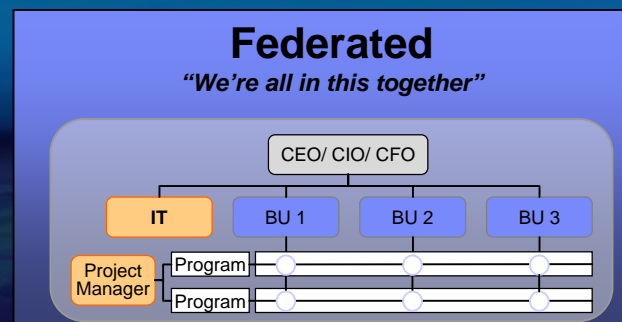 Federated
“We’re all in this together”
CEO/ CIO/ CFO
IT
BU 1
BU 2
BU 3
Project
Manager
Program
Program